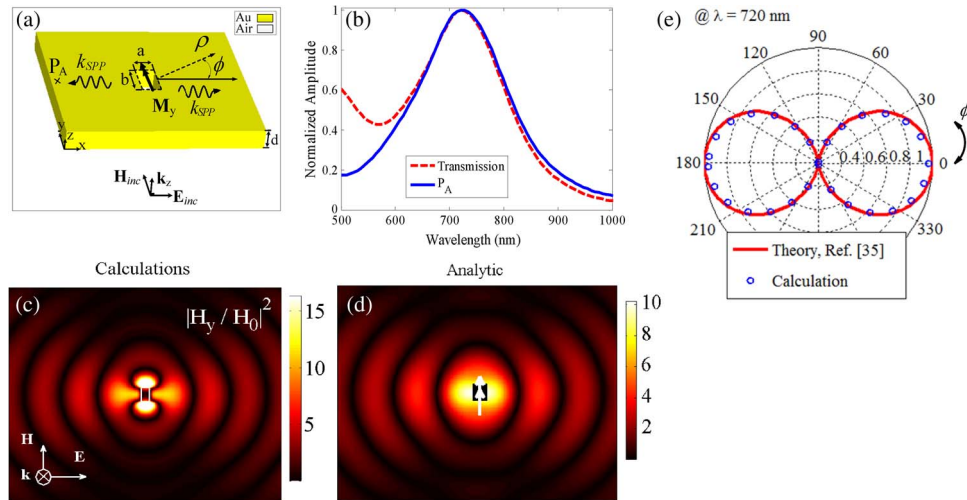 (a)
Au
Air
P_A
k_SPP
a
b
ρ
ϕ
M_y
k_SPP
d
y
z
x
H_inc
k_z
E_inc
(b)
Normalized Amplitude
1
0.8
0.6
0.4
0.2
0
500
600
700
800
900
1000
Wavelength (nm)
Transmission
P_A
(e)
@ λ = 720 nm
90
120
60
150
30
180
0.4
0.6
0.8
1
0
ϕ
210
330
Theory, Ref. [35]
Calculation
Calculations
(c)
|H_y / H_0|^2
H
E
k
15
10
5
Analytic
(d)
10
8
6
4
2